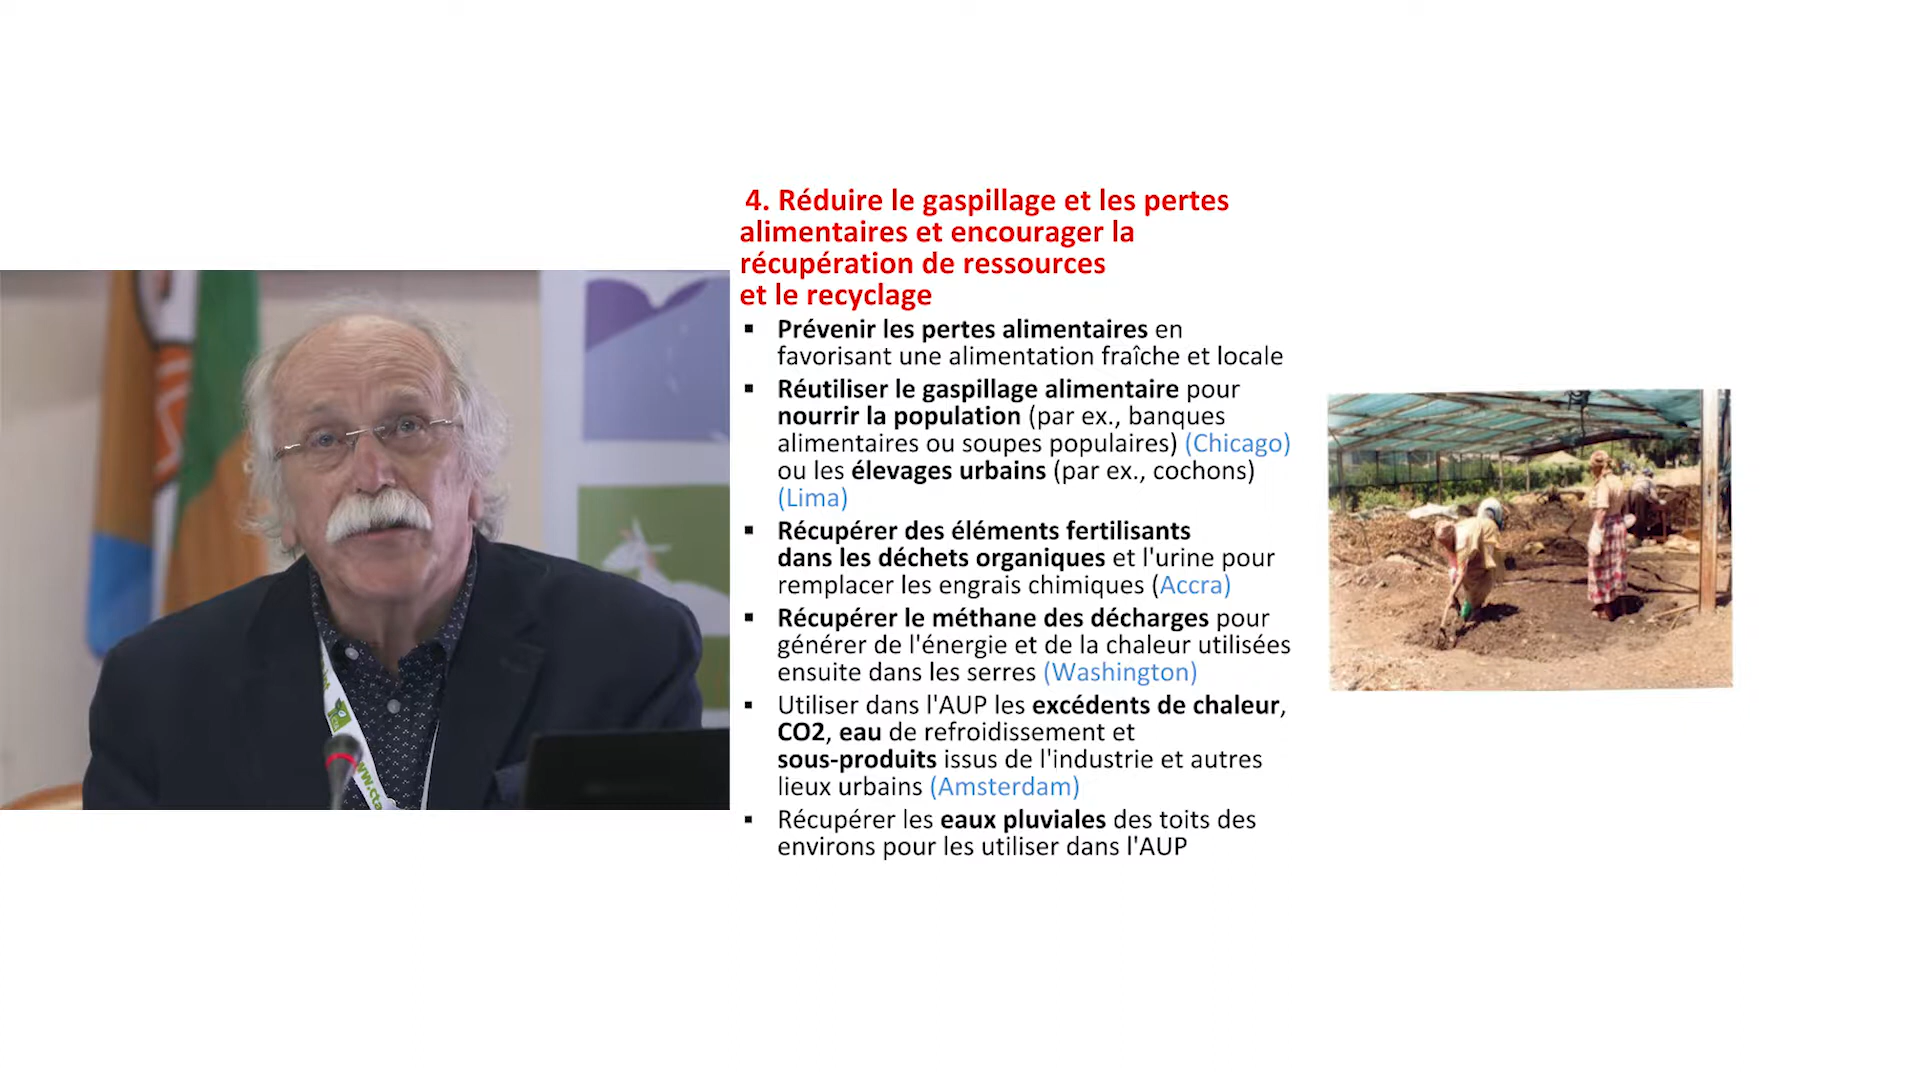 4. Réduire le gaspillage et les pertes
alimentaires et encourager la
récupération de ressources
et le recyclage
▪ Prévenir les pertes alimentaires en
favorisant une alimentation fraîche et locale
▪ Réutiliser le gaspillage alimentaire pour
nourrir la population (par ex., banques
alimentaires ou soupes populaires) (Chicago)
ou les élevages urbains (par ex., cochons)
(Lima)
▪ Récupérer des éléments fertilisants
dans les déchets organiques et l'urine pour
remplacer les engrais chimiques (Accra)
▪ Récupérer le méthane des décharges pour
générer de l'énergie et de la chaleur utilisées
ensuite dans les serres (Washington)
▪ Utiliser dans l'AUP les excédents de chaleur,
CO2, eau de refroidissement et
sous-produits issus de l'industrie et autres
lieux urbains (Amsterdam)
▪ Récupérer les eaux pluviales des toits des
environs pour les utiliser dans l'AUP
www.cta